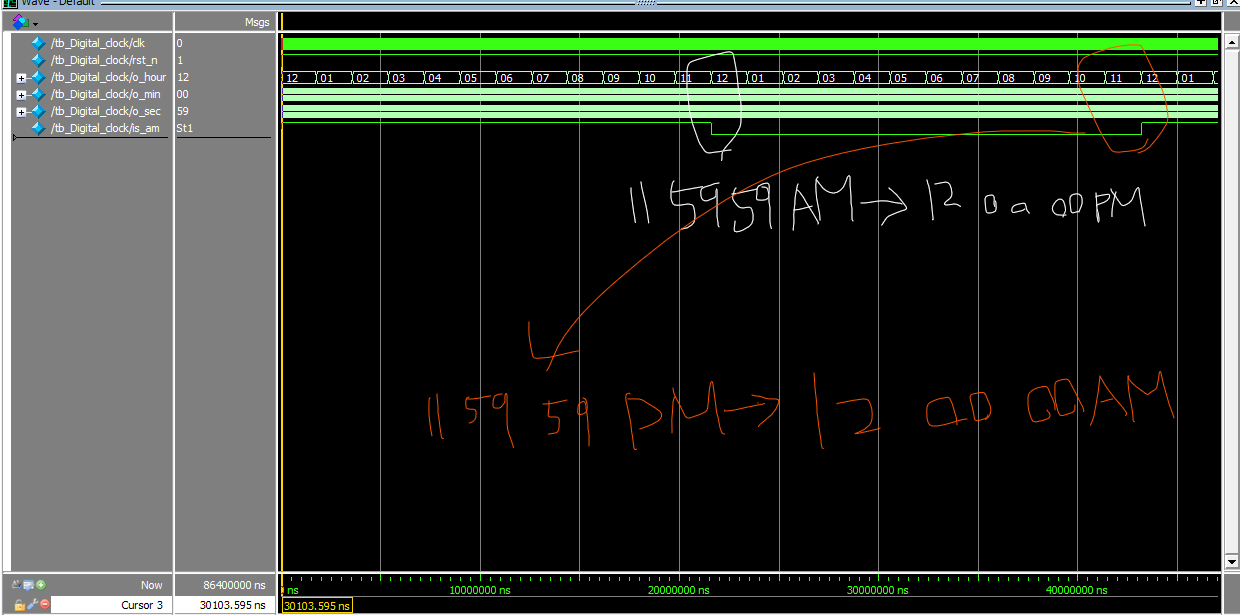 Wave - Default
Msgs
/tb_Digital_clock/clk 0
/tb_Digital_clock/rst_n 1
/tb_Digital_clock/o_hour 12 12 01 02 03 04 05 06 07 08 09 10 11 12 01 02 03 04 05 06 07 08 09 10 11 12 01
/tb_Digital_clock/o_min 00
/tb_Digital_clock/o_sec 59
/tb_Digital_clock/is_am St1
11 59 59 AM → 12 00 00 PM
11 59 59 PM → 12 00 00 AM
Now 86400000 ns ns 10000000 ns 20000000 ns 30000000 ns 40000000 ns
Cursor 3 30103.595 ns 30103.595 ns